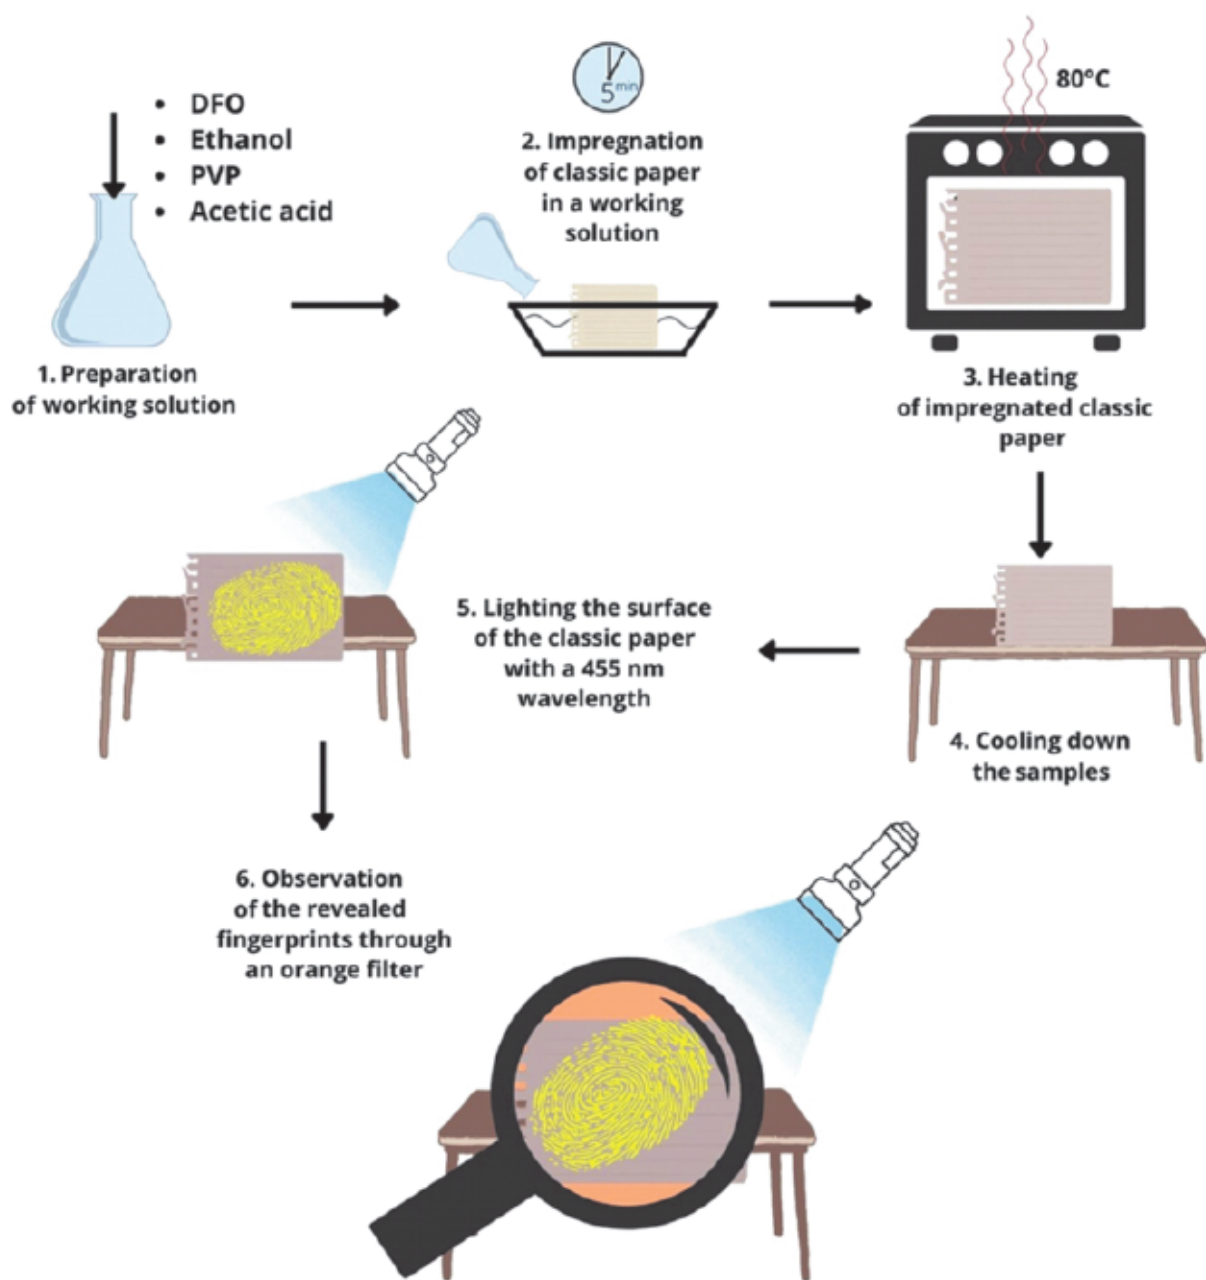 • DFO
• Ethanol
• PVP
• Acetic acid
1. Preparation
of working solution
5 min
2. Impregnation
of classic paper
in a working
solution
80°C
3. Heating
of impregnated classic
paper
4. Cooling down
the samples
5. Lighting the surface
of the classic paper
with a 455 nm
wavelength
6. Observation
of the revealed
fingerprints through
an orange filter